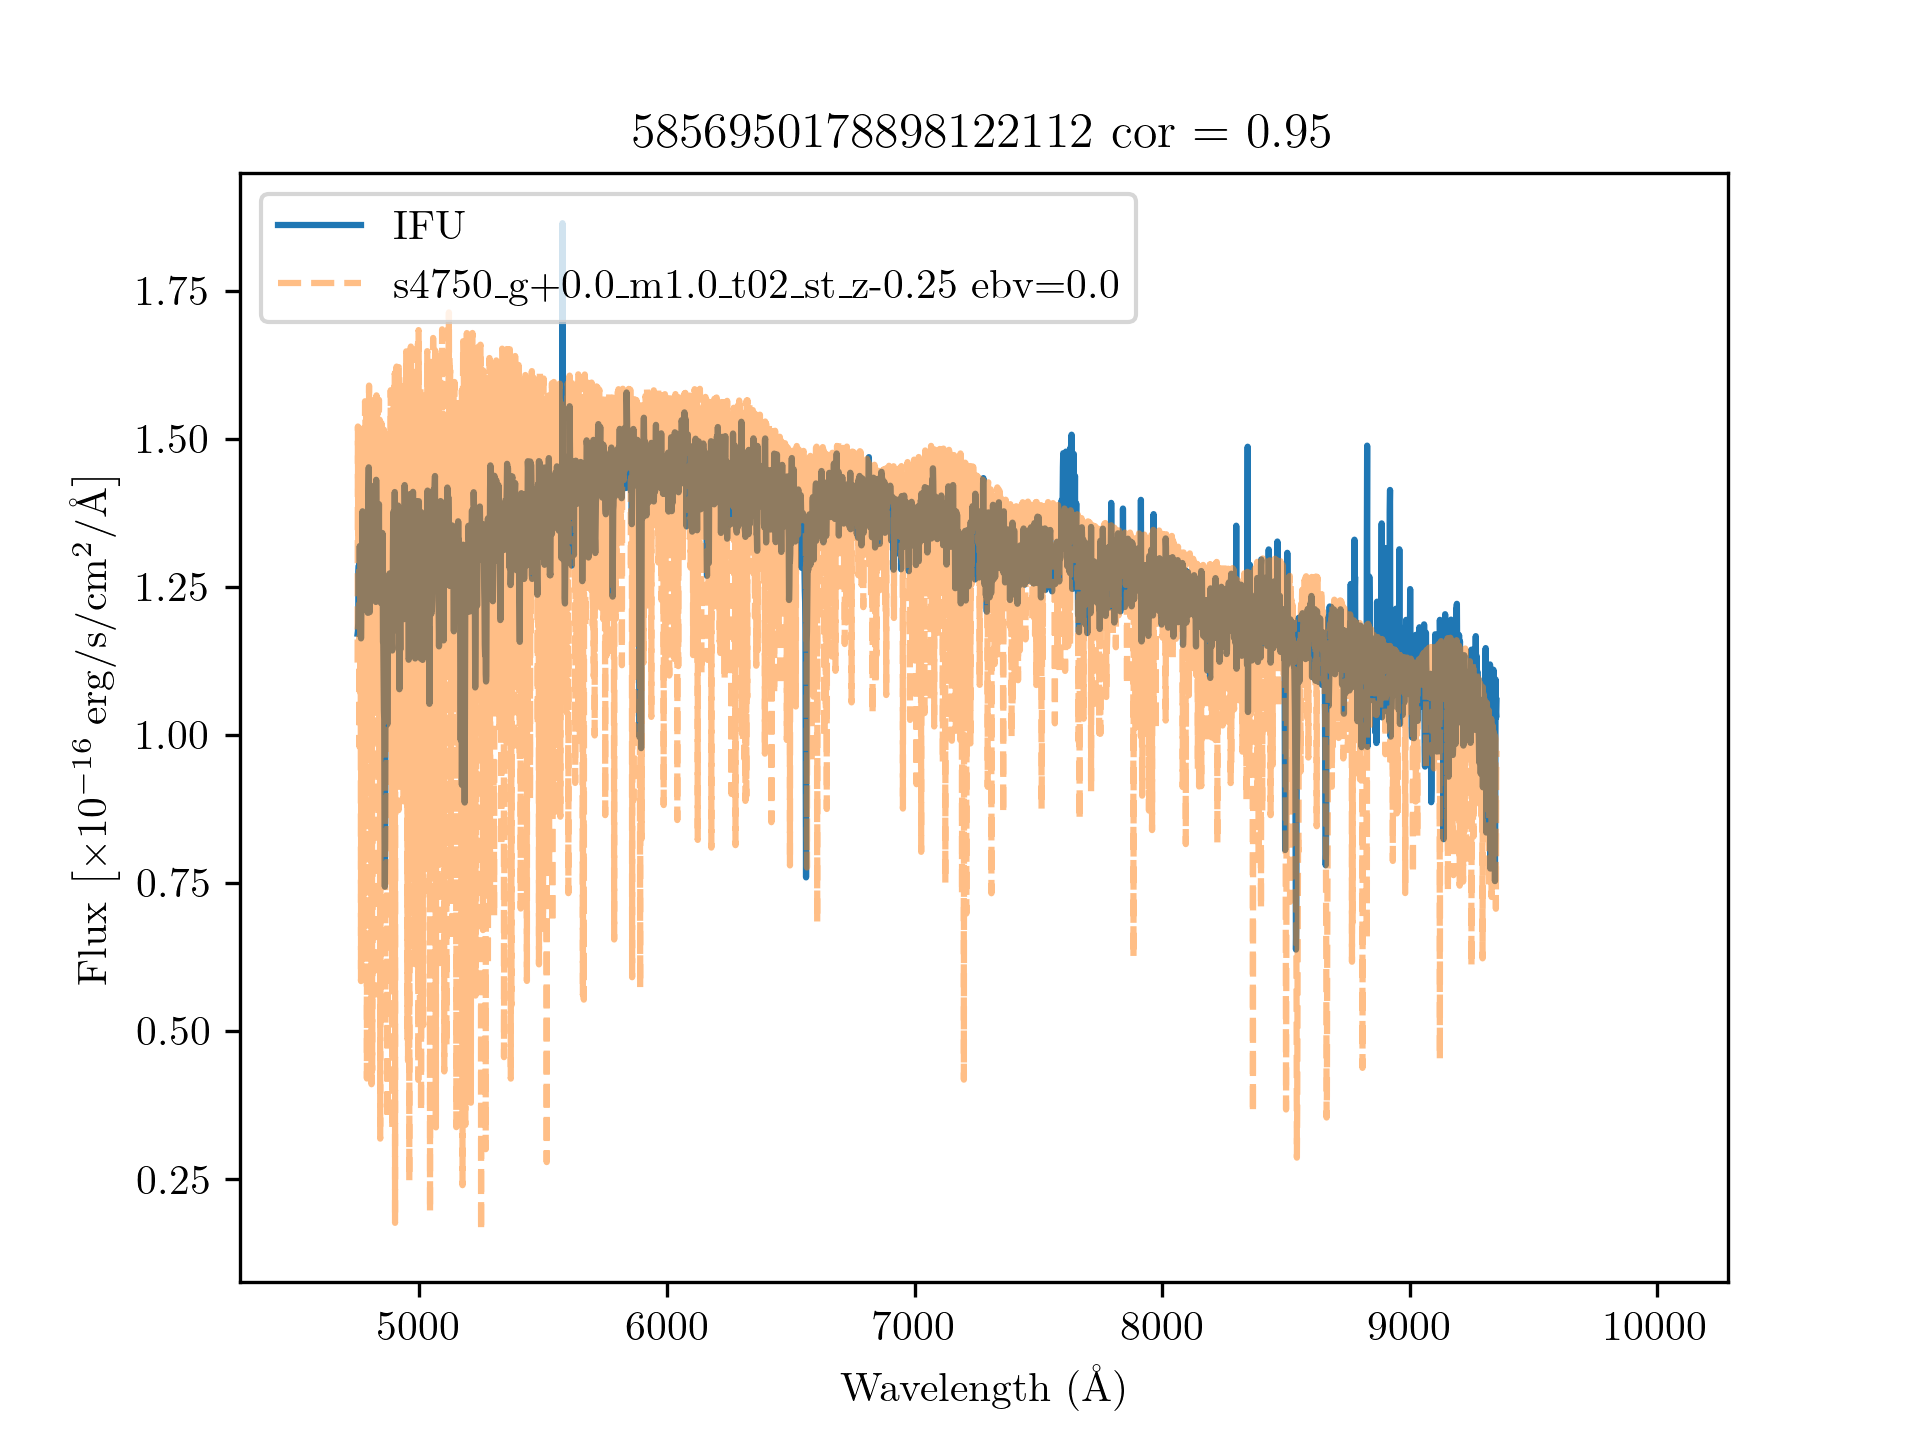 5856950178898122112 cor = 0.95
IFU
s4750_g+0.0_m1.0_t02_st_z-0.25 ebv=0.0
Flux [×10⁻¹⁶ erg/s/cm²/Å]
1.75
1.50
1.25
1.00
0.75
0.50
0.25
5000 6000 7000 8000 9000 10000
Wavelength (Å)